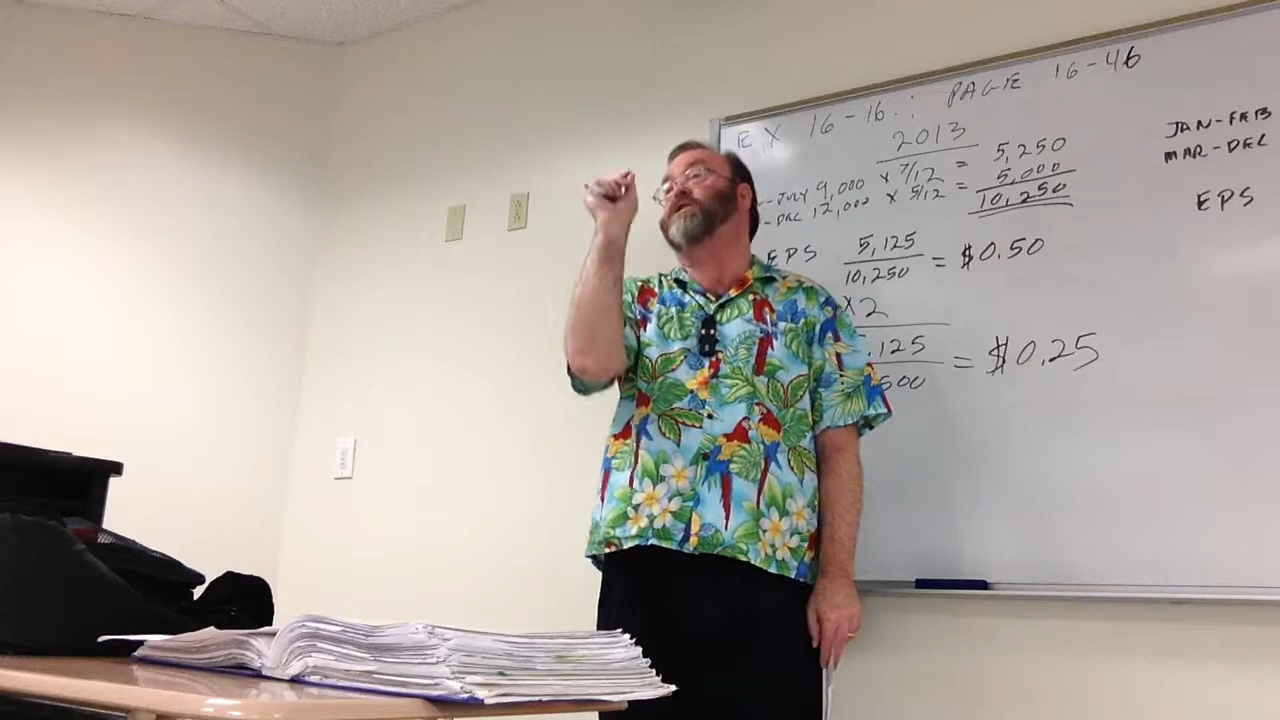 EX 16-16: PAGE 16-46
2013
JULY 9,000 x 7/12 = 5,250
DEC 12,000 x 5/12 = 5,000
10,250
EPS 5,125 = $0.50
10,250
x2
.125 = $0.25
500
JAN-FEB
MAR-DEC
EPS